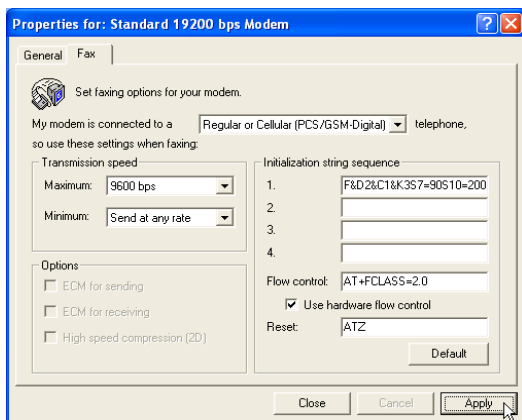 Properties for: Standard 19200 bps Modem
General Fax
Set faxing options for your modem.
My modem is connected to a Regular or Cellular (PCS/GSM-Digital) telephone,
so use these settings when faxing:
Transmission speed
Maximum: 9600 bps
Minimum: Send at any rate
Options
ECM for sending
ECM for receiving
High speed compression (2D)
Initialization string sequence
1. F&D2&C1&K3S7=90S10=200
2.
3.
4.
Flow control: AT+FCLASS=2.0
Use hardware flow control
Reset: ATZ
Default
Close Cancel Apply